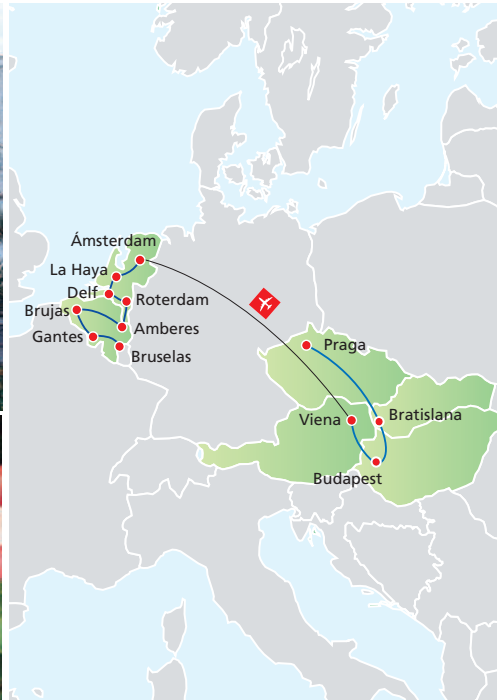 Ámsterdam
La Haya
Delf
Roterdam
Brujas
Amberes
Gantes
Bruselas
Praga
Viena
Bratislana
Budapest